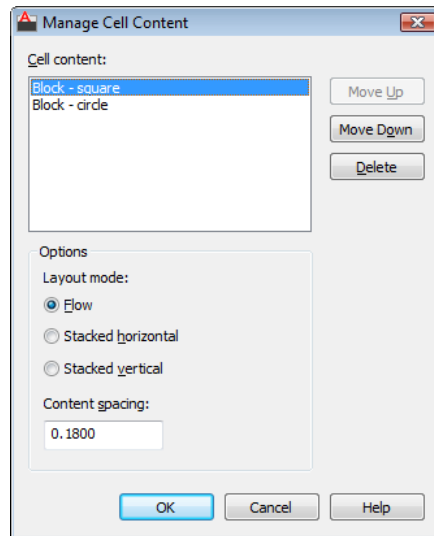 Manage Cell Content
Cell content:
Block - square
Block - circle
Move Up
Move Down
Delete
Options
Layout mode:
Flow
Stacked horizontal
Stacked vertical
Content spacing:
0.1800
OK
Cancel
Help